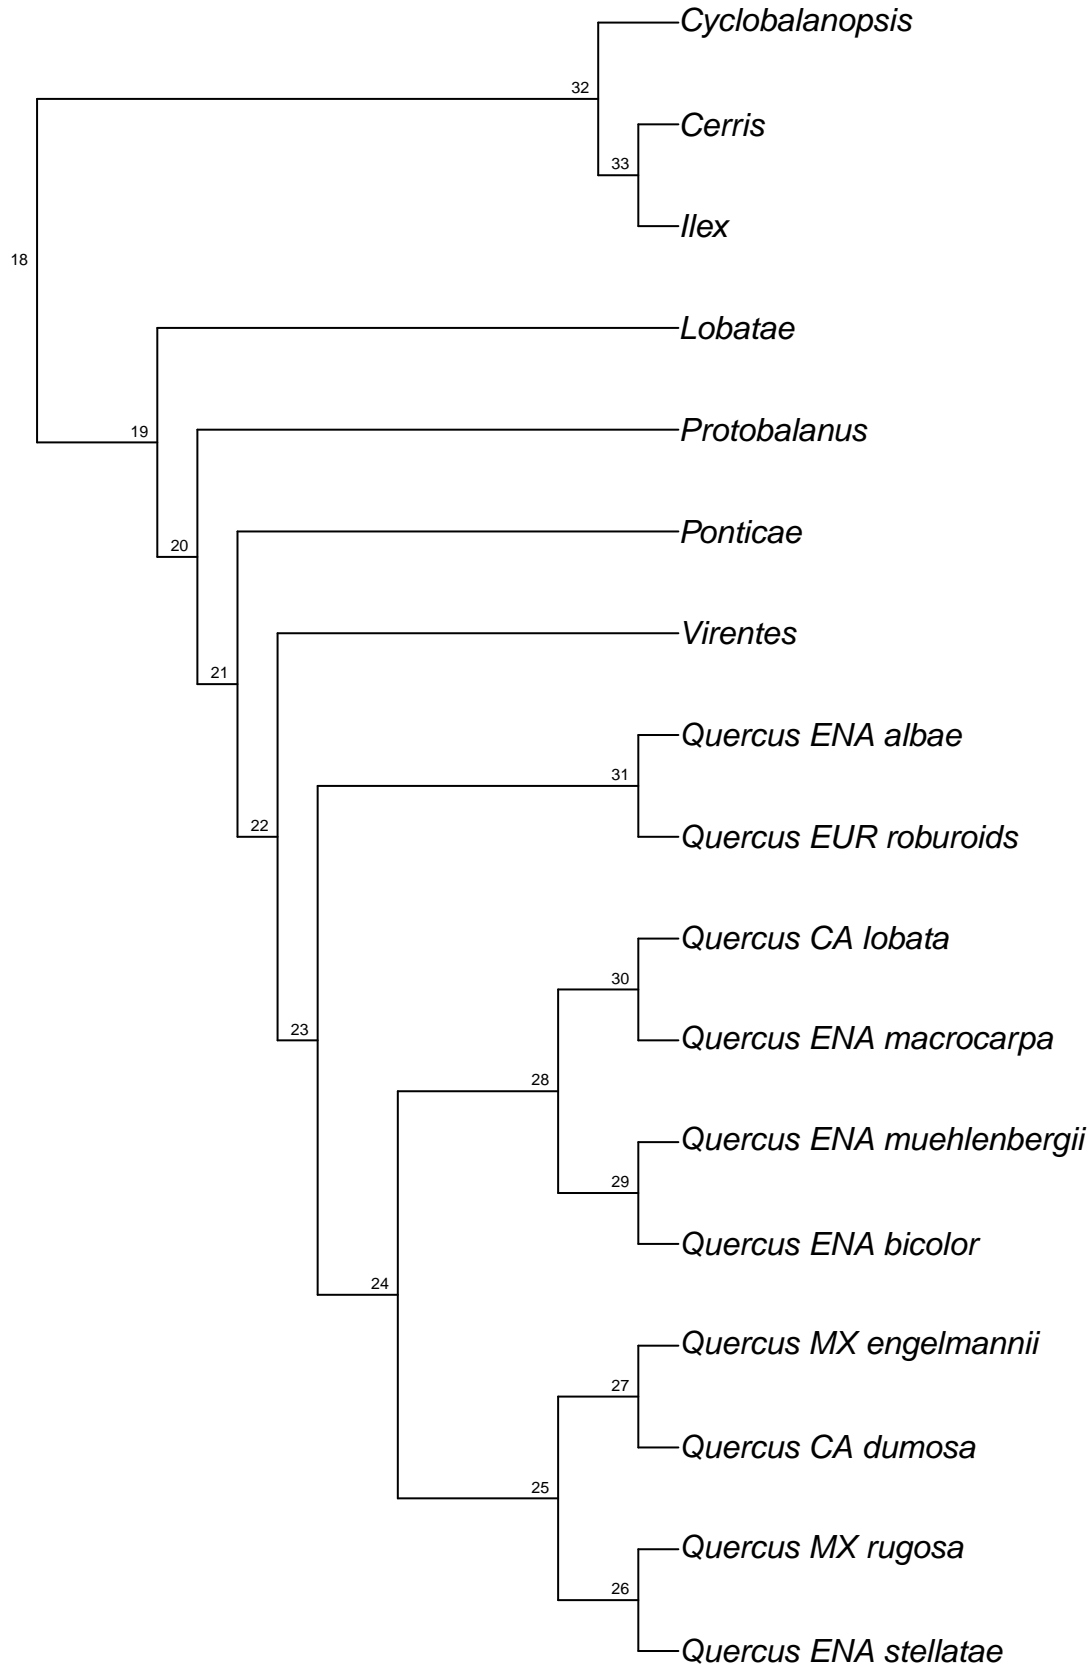 Cyclobalanopsis
32
Cerris
33
Ilex
18
Lobatae
19
Protobalanus
20
Ponticae
21
Virentes
Quercus ENA albae
31
22
Quercus EUR roburoids
Quercus CA lobata
30
23
Quercus ENA macrocarpa
28
Quercus ENA muehlenbergii
29
Quercus ENA bicolor
24
Quercus MX engelmannii
27
Quercus CA dumosa
25
Quercus MX rugosa
26
Quercus ENA stellatae